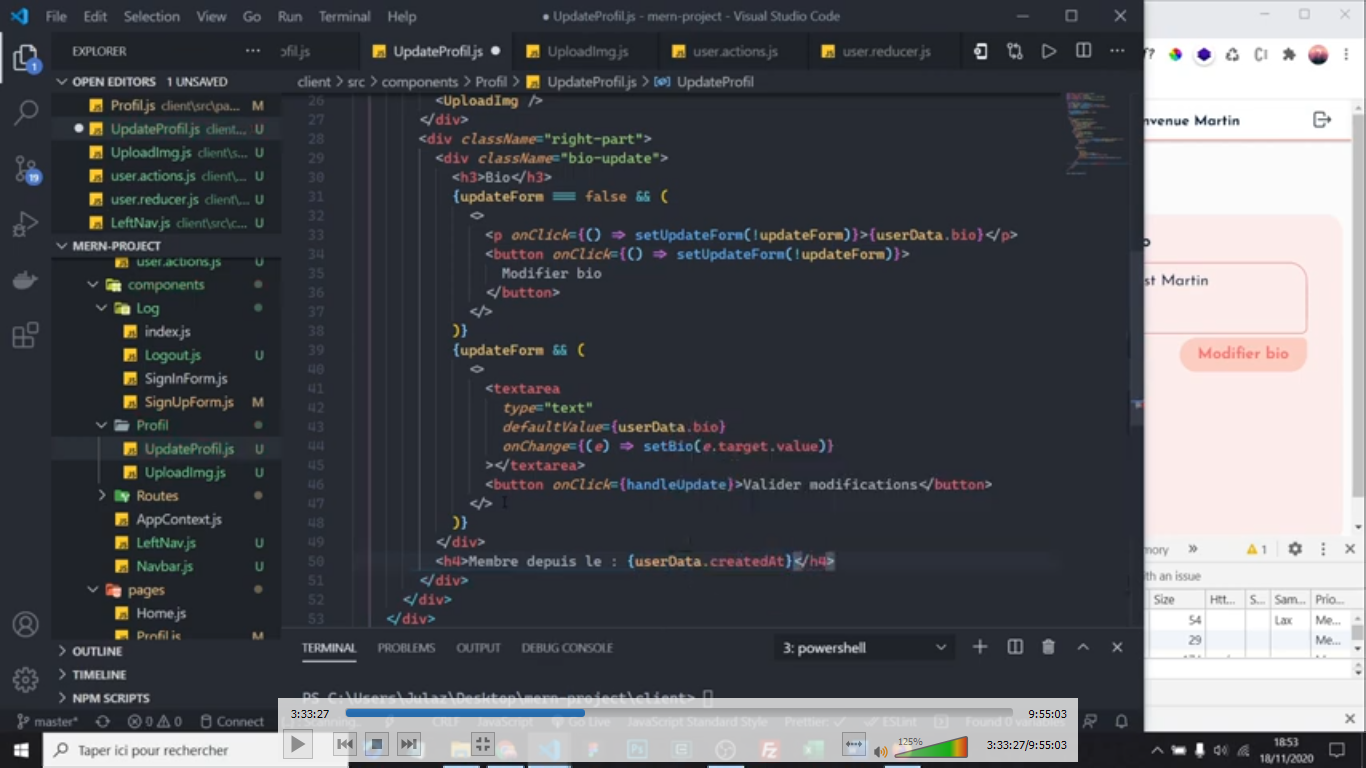 File Edit Selection View Go Run Terminal Help
● UpdateProfil.js - mern-project - Visual Studio Code
EXPLORER
ofil.js UpdateProfil.js UploadImg.js user.actions.js user.reducer.js
OPEN EDITORS 1 UNSAVED
Profil.js client\src\pa... M
UpdateProfil.js client... U
UploadImg.js client\s... U
user.actions.js client\... U
user.reducer.js client\... U
LeftNav.js client\src\c... U
MERN-PROJECT
user.actions.js U
components
Log
index.js
Logout.js U
SignInForm.js
SignUpForm.js M
Profil
UpdateProfil.js U
UploadImg.js U
Routes
AppContext.js
LeftNav.js U
Navbar.js U
pages
Home.js
Profil.js M
OUTLINE
TIMELINE
NPM SCRIPTS
client > src > components > Profil > UpdateProfil.js > UpdateProfil
26 <UploadImg />
27 </div>
28 <div className="right-part">
29 <div className="bio-update">
30 <h3>Bio</h3>
31 {updateForm === false && (
32 <>
33 <p onClick={() => setUpdateForm(!updateForm)}>{userData.bio}</p>
34 <button onClick={() => setUpdateForm(!updateForm)}>
35 Modifier bio
36 </button>
37 </>
38 )}
39 {updateForm && (
40 <>
41 <textarea
42 type="text"
43 defaultValue={userData.bio}
44 onChange={(e) => setBio(e.target.value)}
45 ></textarea>
46 <button onClick={handleUpdate}>Valider modifications</button>
47 </>
48 )}
49 </div>
50 <h4>Membre depuis le : {userData.createdAt}</h4>
51 </div>
52 </div>
53 </div>
TERMINAL PROBLEMS OUTPUT DEBUG CONSOLE
3: powershell
PS C:\Users\Julaz\Desktop\mern-project\client>
master* 19 1 0 0 Connect
CRLF JavaScript Go Live JavaScript Standard Style Prettier: ESLint Found 0 variables
3:33:27 9:55:03
125%
3:33:27/9:55:03
nvenue Martin
st Martin
Modifier bio
mory » 1
th an issue
Size Htt... S... Sam... Prio...
54 Lax Me...
29 Me...
Taper ici pour rechercher
18:53
18/11/2020